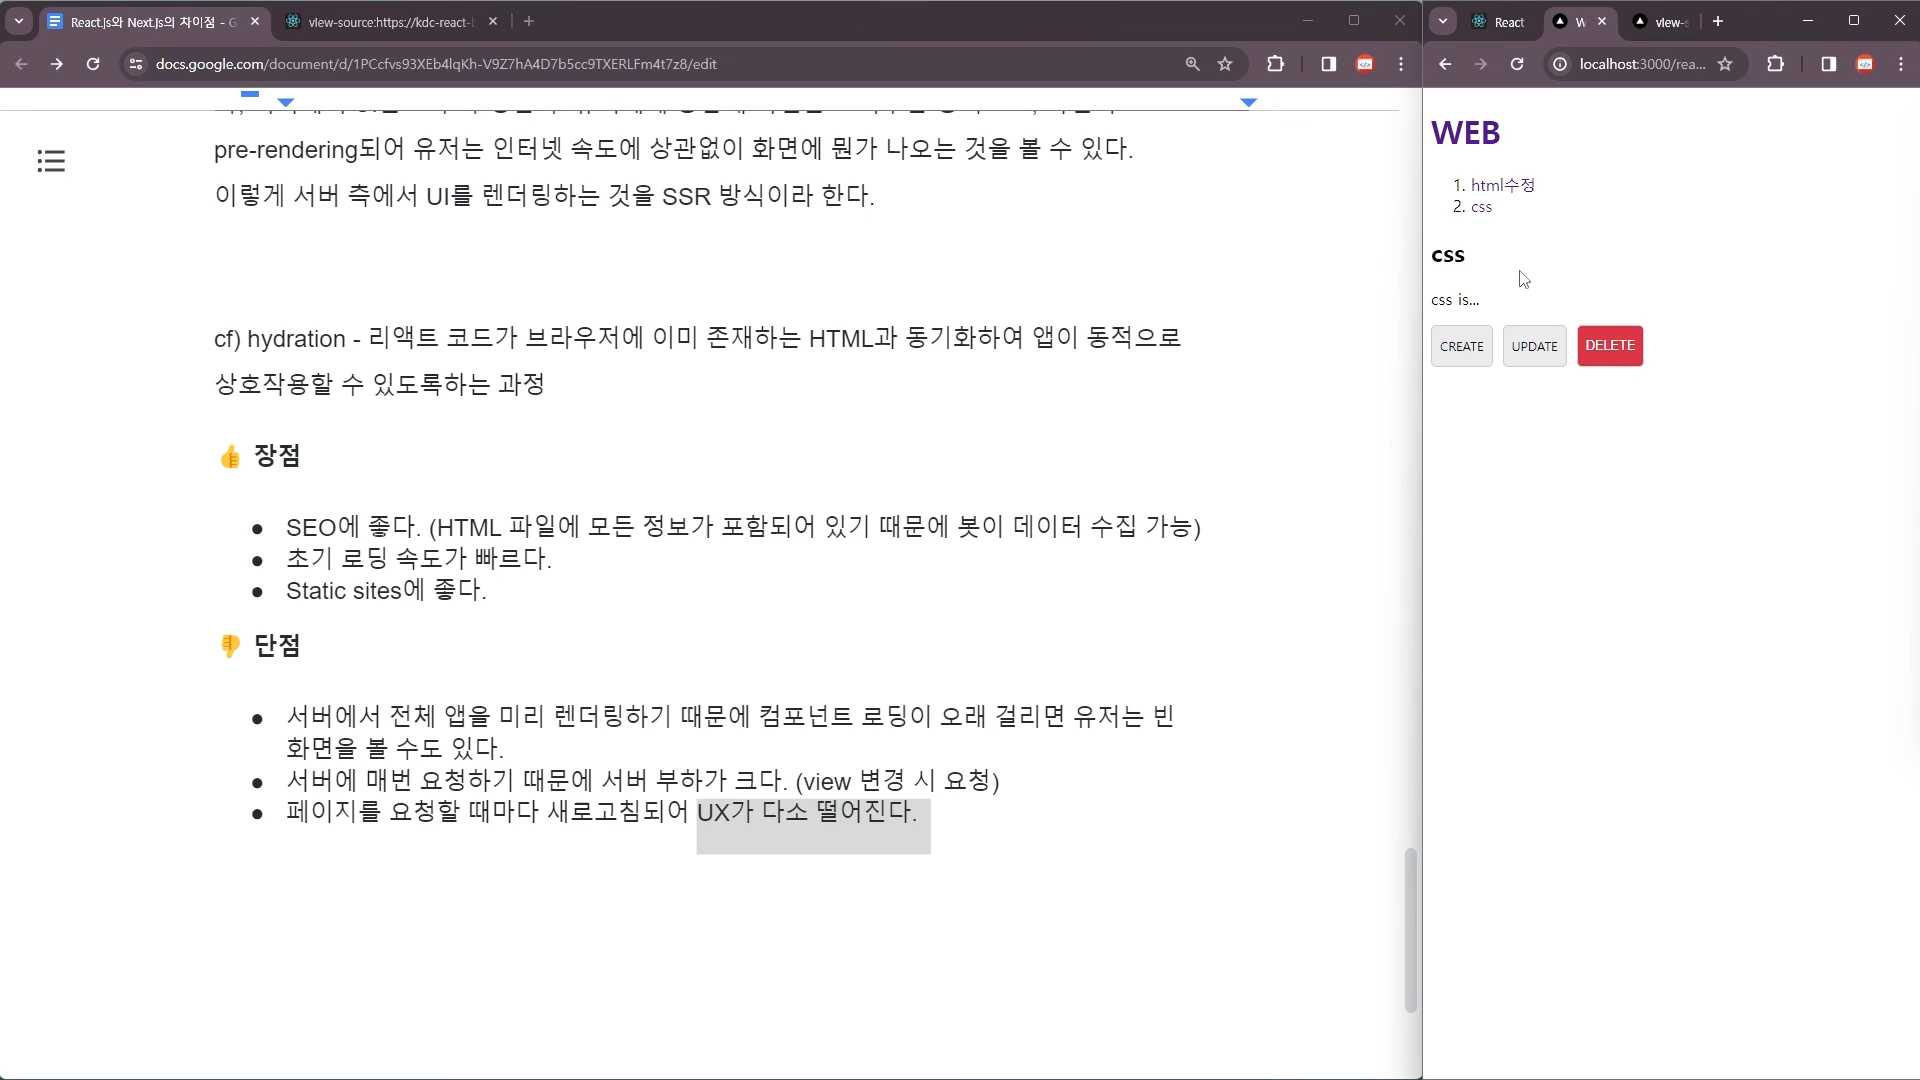 React.js와 Next.js의 차이점 - G
view-source:https://kdc-react-b
docs.google.com/document/d/1PCcfvs93XEb4lqKh-V9Z7hA4D7b5cc9TXERLFm4t7z8/edit
pre-rendering되어 유저는 인터넷 속도에 상관없이 화면에 뭔가 나오는 것을 볼 수 있다.
이렇게 서버 측에서 UI를 렌더링하는 것을 SSR 방식이라 한다.
cf) hydration - 리액트 코드가 브라우저에 이미 존재하는 HTML과 동기화하여 앱이 동적으로
상호작용할 수 있도록하는 과정
👍 장점
● SEO에 좋다. (HTML 파일에 모든 정보가 포함되어 있기 때문에 봇이 데이터 수집 가능)
● 초기 로딩 속도가 빠르다.
● Static sites에 좋다.
👎 단점
● 서버에서 전체 앱을 미리 렌더링하기 때문에 컴포넌트 로딩이 오래 걸리면 유저는 빈
화면을 볼 수도 있다.
● 서버에 매번 요청하기 때문에 서버 부하가 크다. (view 변경 시 요청)
● 페이지를 요청할 때마다 새로고침되어 UX가 다소 떨어진다.
React
W
view-s
localhost:3000/rea...
WEB
1. html수정
2. css
css
css is...
CREATE UPDATE DELETE